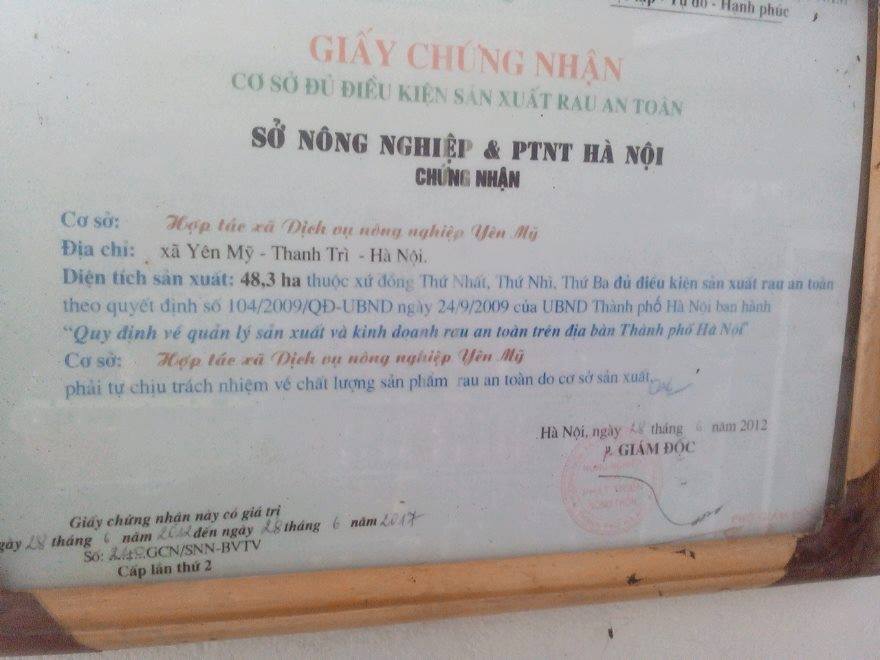 Tự do - Hạnh phúc
GIẤY CHỨNG NHẬN
CƠ SỞ ĐỦ ĐIỀU KIỆN SẢN XUẤT RAU AN TOÀN
SỞ NÔNG NGHIỆP & PTNT HÀ NỘI
CHỨNG NHẬN
Cơ sở: Hợp tác xã Dịch vụ nông nghiệp Yên Mỹ
Địa chỉ: xã Yên Mỹ - Thanh Trì - Hà Nội.
Diện tích sản xuất: 48,3 ha thuộc xứ đồng Thứ Nhất, Thứ Nhì, Thứ Ba đủ điều kiện sản xuất rau an toàn
theo quyết định số 104/2009/QĐ-UBND ngày 24/9/2009 của UBND Thành phố Hà Nội ban hành
“Quy định về quản lý sản xuất và kinh doanh rau an toàn trên địa bàn Thành phố Hà Nội”
Cơ sở: Hợp tác xã Dịch vụ nông nghiệp Yên Mỹ
phải tự chịu trách nhiệm về chất lượng sản phẩm rau an toàn do cơ sở sản xuất.
Hà Nội, ngày 28 tháng 6 năm 2012
GIÁM ĐỐC
Giấy chứng nhận này có giá trị
ngày 28 tháng 6 năm 2012 đến ngày 28 tháng 6 năm 2017
Số: GCN/SNN-BVTV
Cấp lần thứ 2